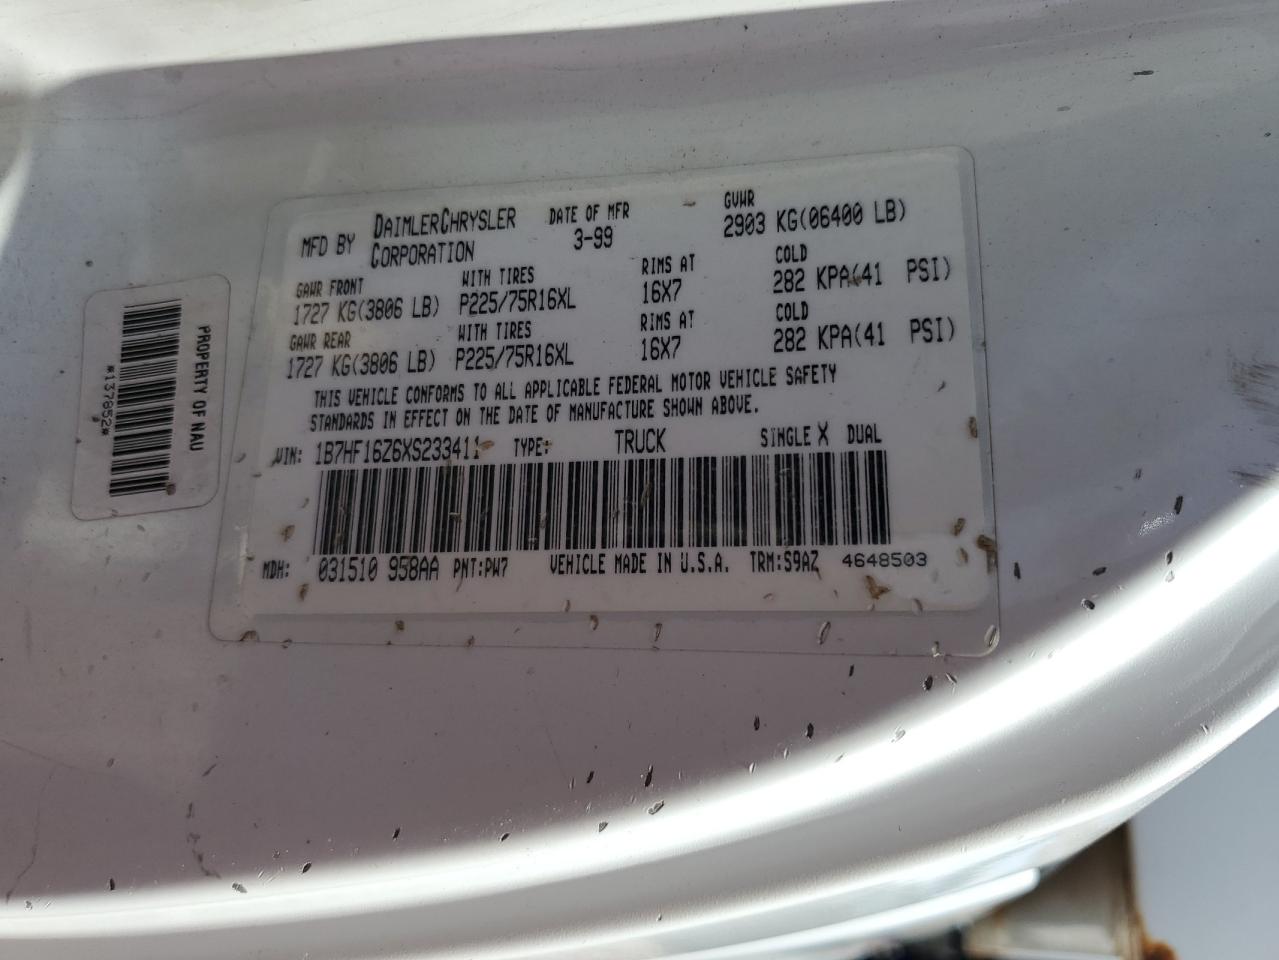 MFD BY DAIMLERCHRYSLER CORPORATION
DATE OF MFR
3-99
GVWR
2903 KG(06400 LB)
GAWR FRONT WITH TIRES RIMS AT COLD
1727 KG(3806 LB) P225/75R16XL 16X7 282 KPA(41 PSI)
GAWR REAR WITH TIRES RIMS AT COLD
1727 KG(3806 LB) P225/75R16XL 16X7 282 KPA(41 PSI)
THIS VEHICLE CONFORMS TO ALL APPLICABLE FEDERAL MOTOR VEHICLE SAFETY
STANDARDS IN EFFECT ON THE DATE OF MANUFACTURE SHOWN ABOVE.
VIN: 1B7HF16Z6XS233411 TYPE: TRUCK SINGLE X DUAL
MDH: 031510 958AA PNT:PW7 VEHICLE MADE IN U.S.A. TRM:S9AZ 4648503
PROPERTY OF NAU
*137852*